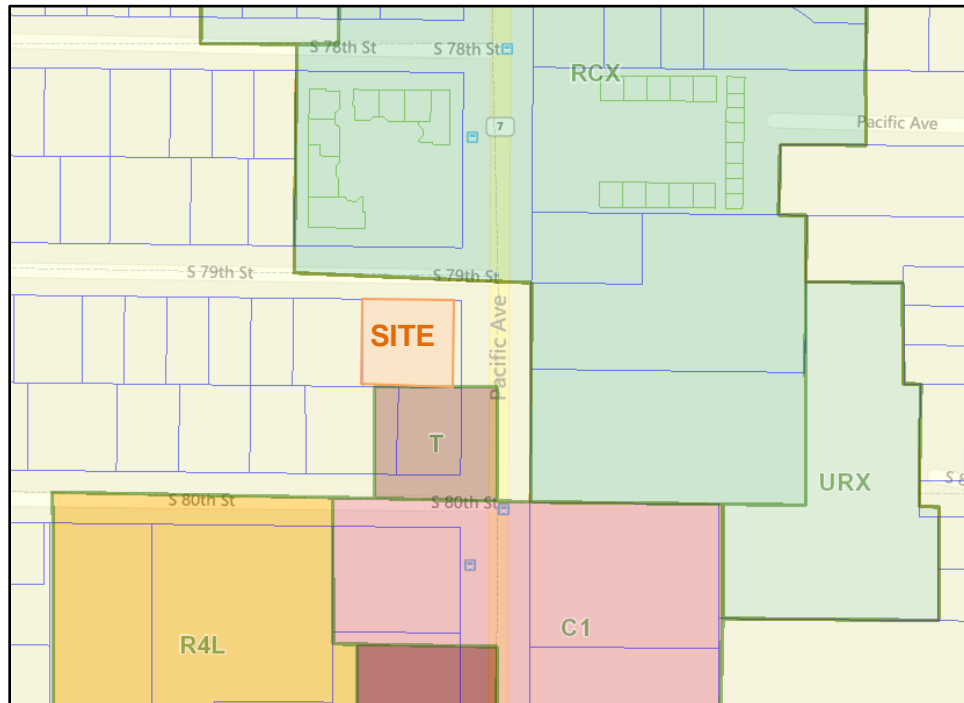 S 78th St
S 78th St
RCX
7
Pacific Ave
S 79th St
S 79th St
SITE
Pacific Ave
T
URX
S 80th St
S 80th St
R4L
C1